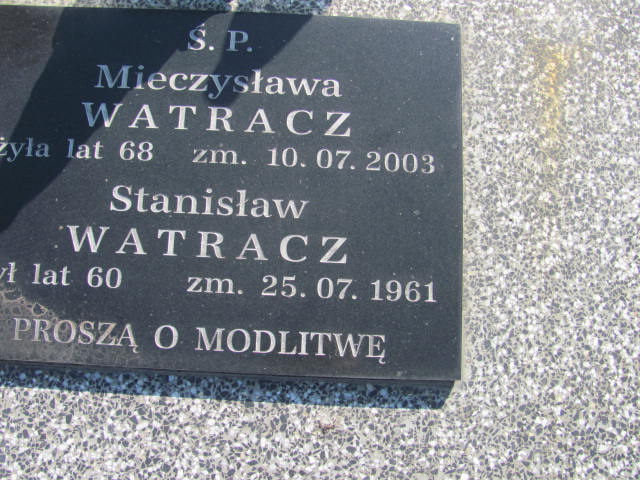 Ś. P.
Mieczysława
WATRACZ
żyła lat 68 zm. 10. 07. 2003
Stanisław
WATRACZ
ył lat 60 zm. 25. 07. 1961
PROSZĄ O MODLITWĘ